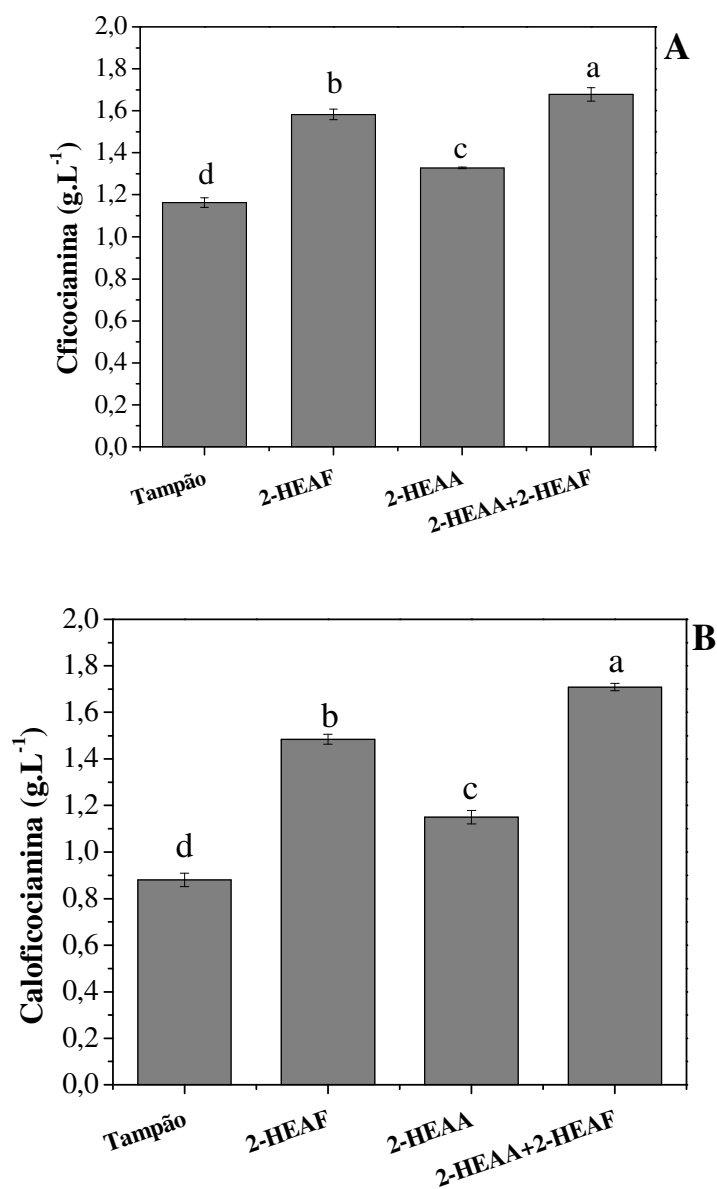 A
Cficocianina (g.L⁻¹)
2,0
1,8
1,6
1,4
1,2
1,0
0,8
0,6
0,4
0,2
0,0
d
b
c
a
Tampão
2-HEAF
2-HEAA
2-HEAA+2-HEAF
B
Caloficocianina (g.L⁻¹)
2,0
1,8
1,6
1,4
1,2
1,0
0,8
0,6
0,4
0,2
0,0
d
b
c
a
Tampão
2-HEAF
2-HEAA
2-HEAA+2-HEAF